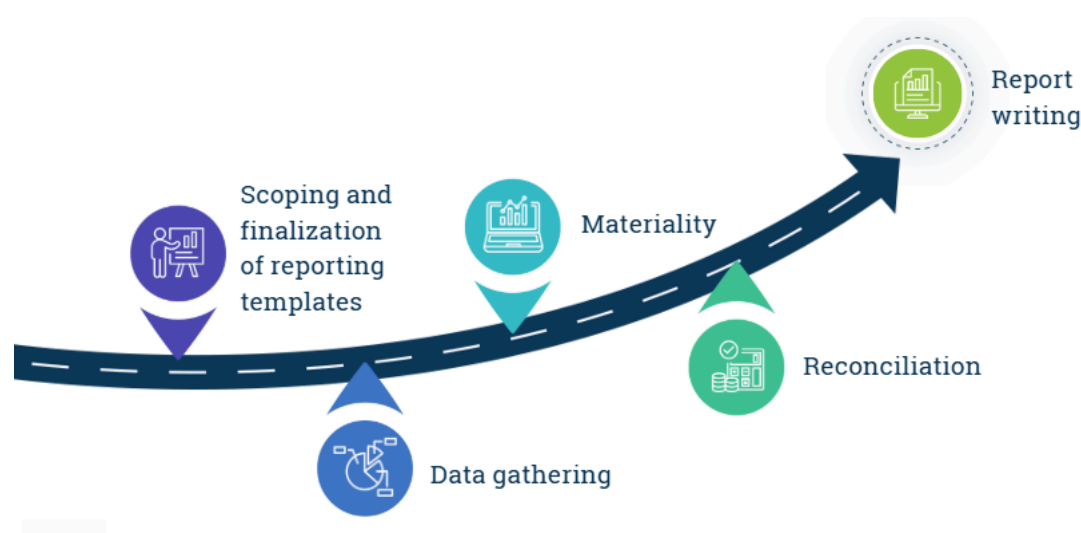 Scoping and
finalization
of reporting
templates
Data gathering
Materiality
Reconciliation
Report
writing